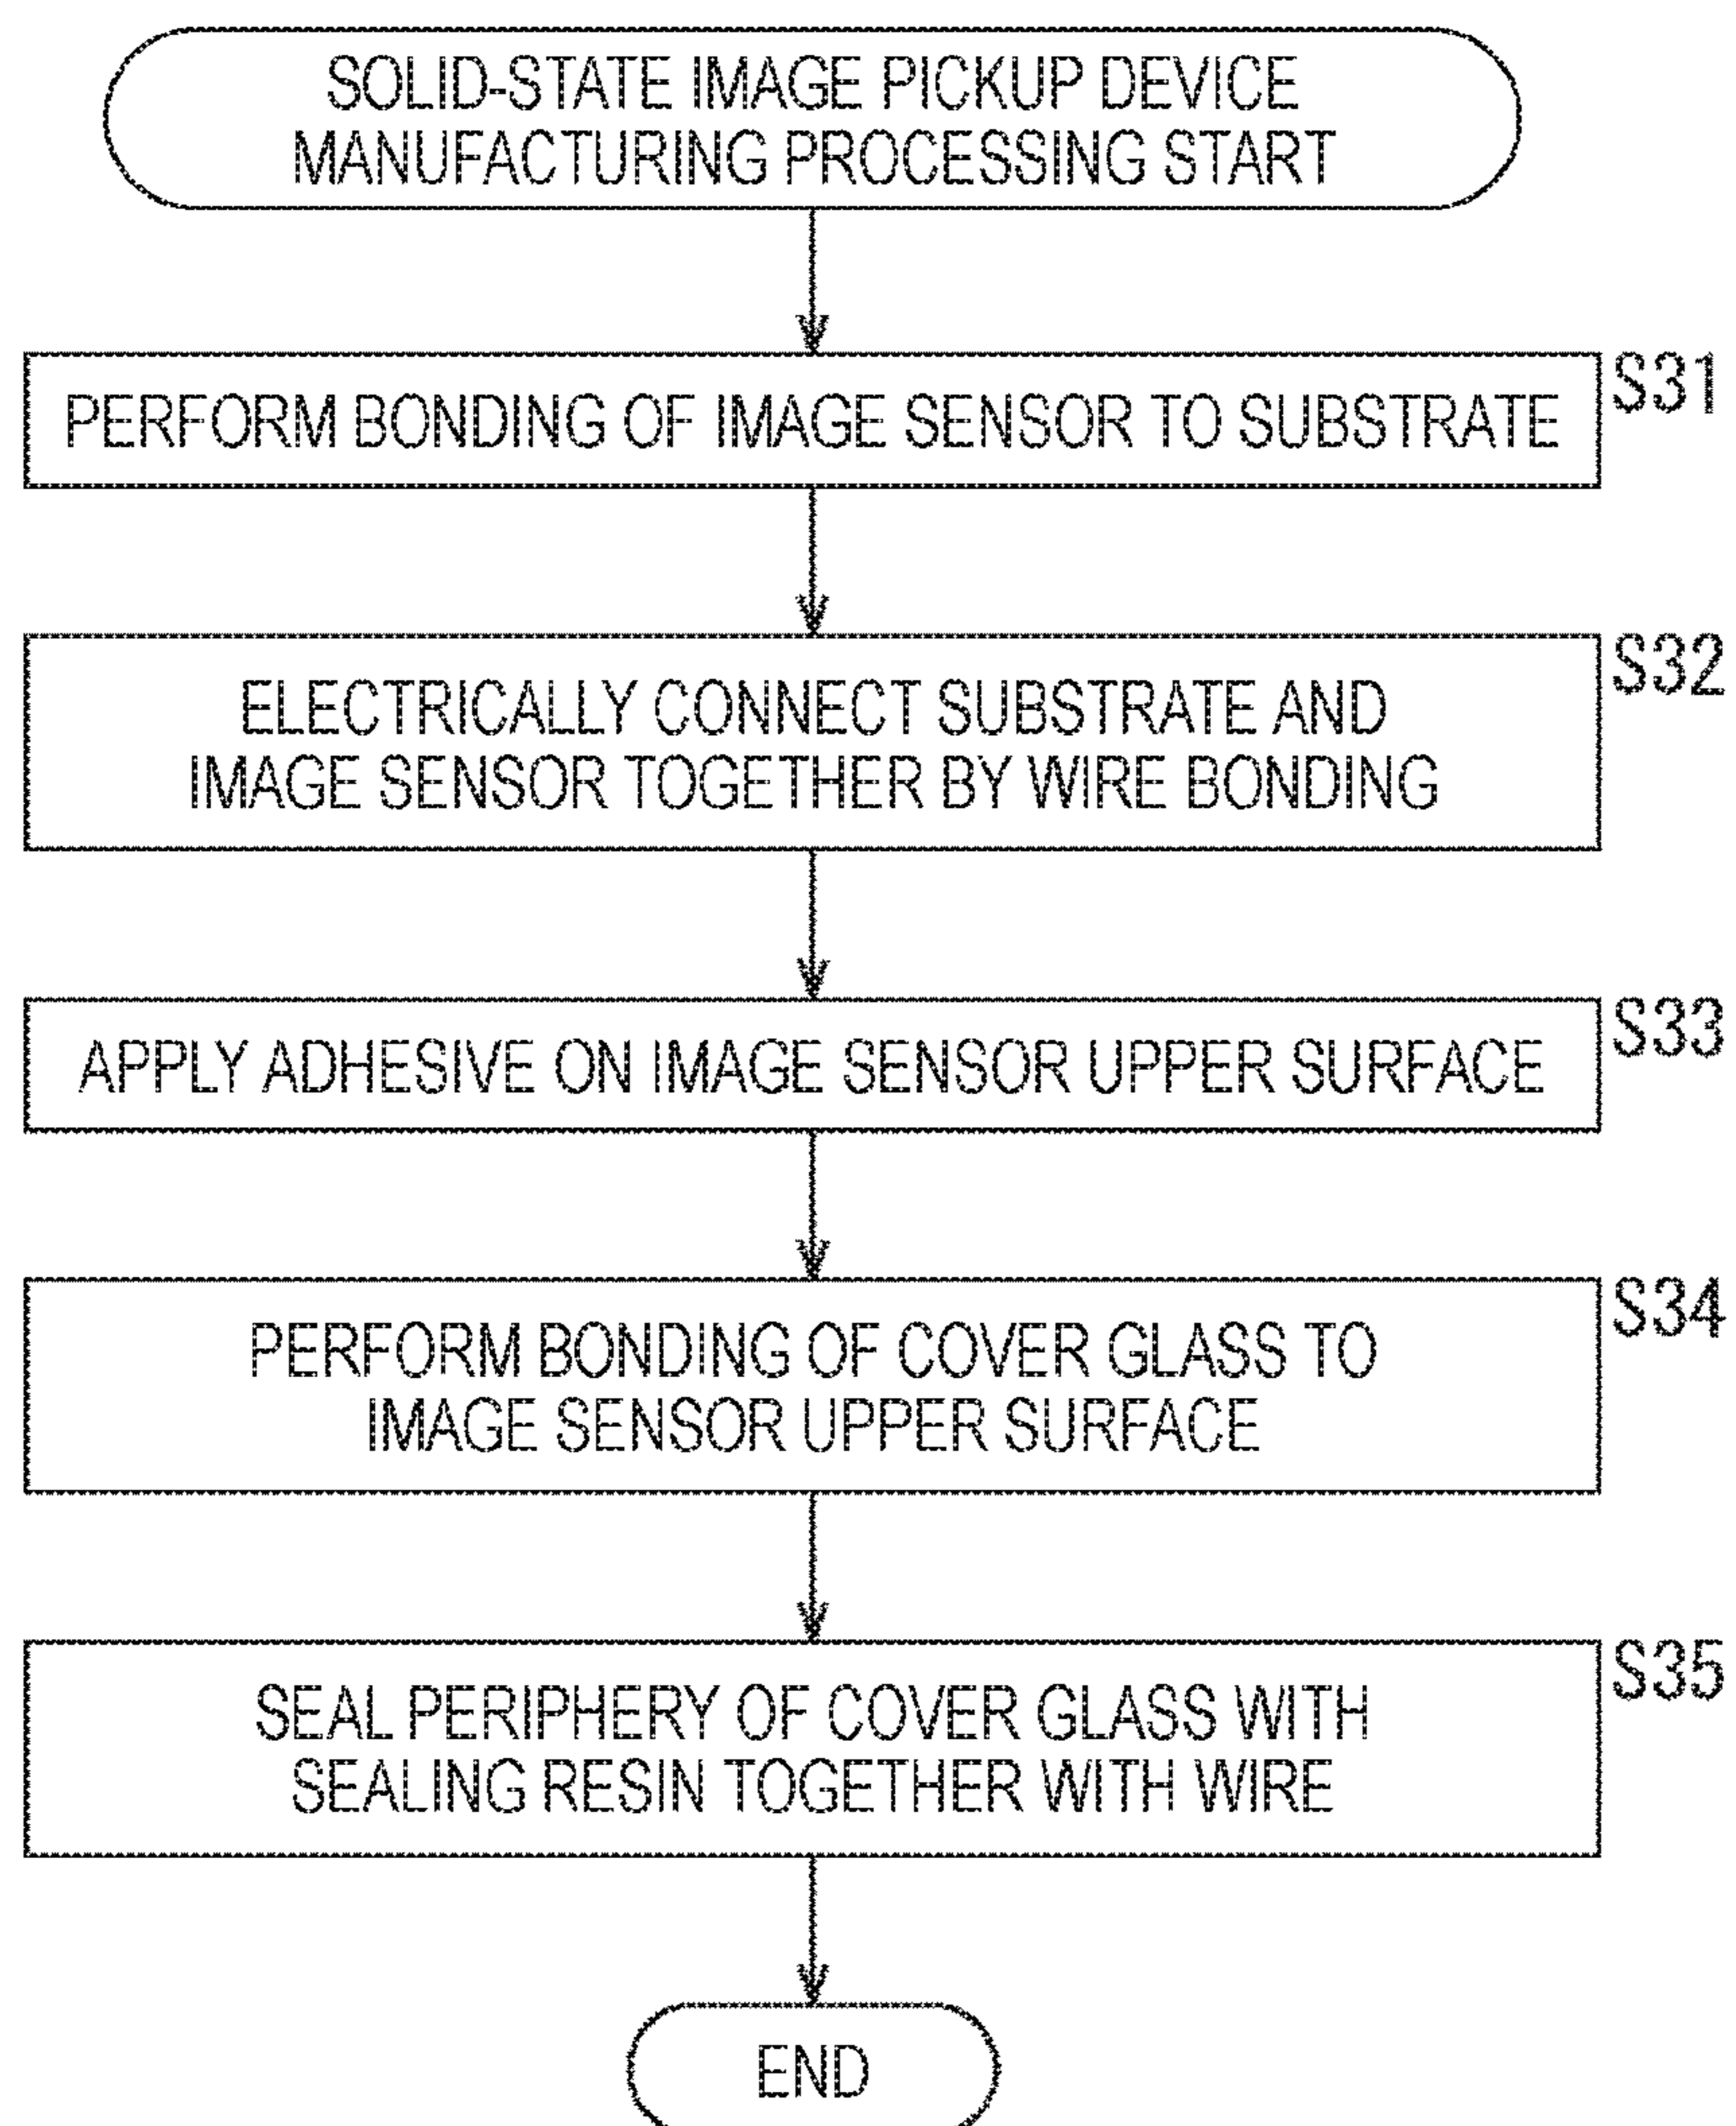 SOLID-STATE IMAGE PICKUP DEVICE
MANUFACTURING PROCESSING START
S31
PERFORM BONDING OF IMAGE SENSOR TO SUBSTRATE
S32
ELECTRICALLY CONNECT SUBSTRATE AND
IMAGE SENSOR TOGETHER BY WIRE BONDING
S33
APPLY ADHESIVE ON IMAGE SENSOR UPPER SURFACE
S34
PERFORM BONDING OF COVER GLASS TO
IMAGE SENSOR UPPER SURFACE
S35
SEAL PERIPHERY OF COVER GLASS WITH
SEALING RESIN TOGETHER WITH WIRE
END